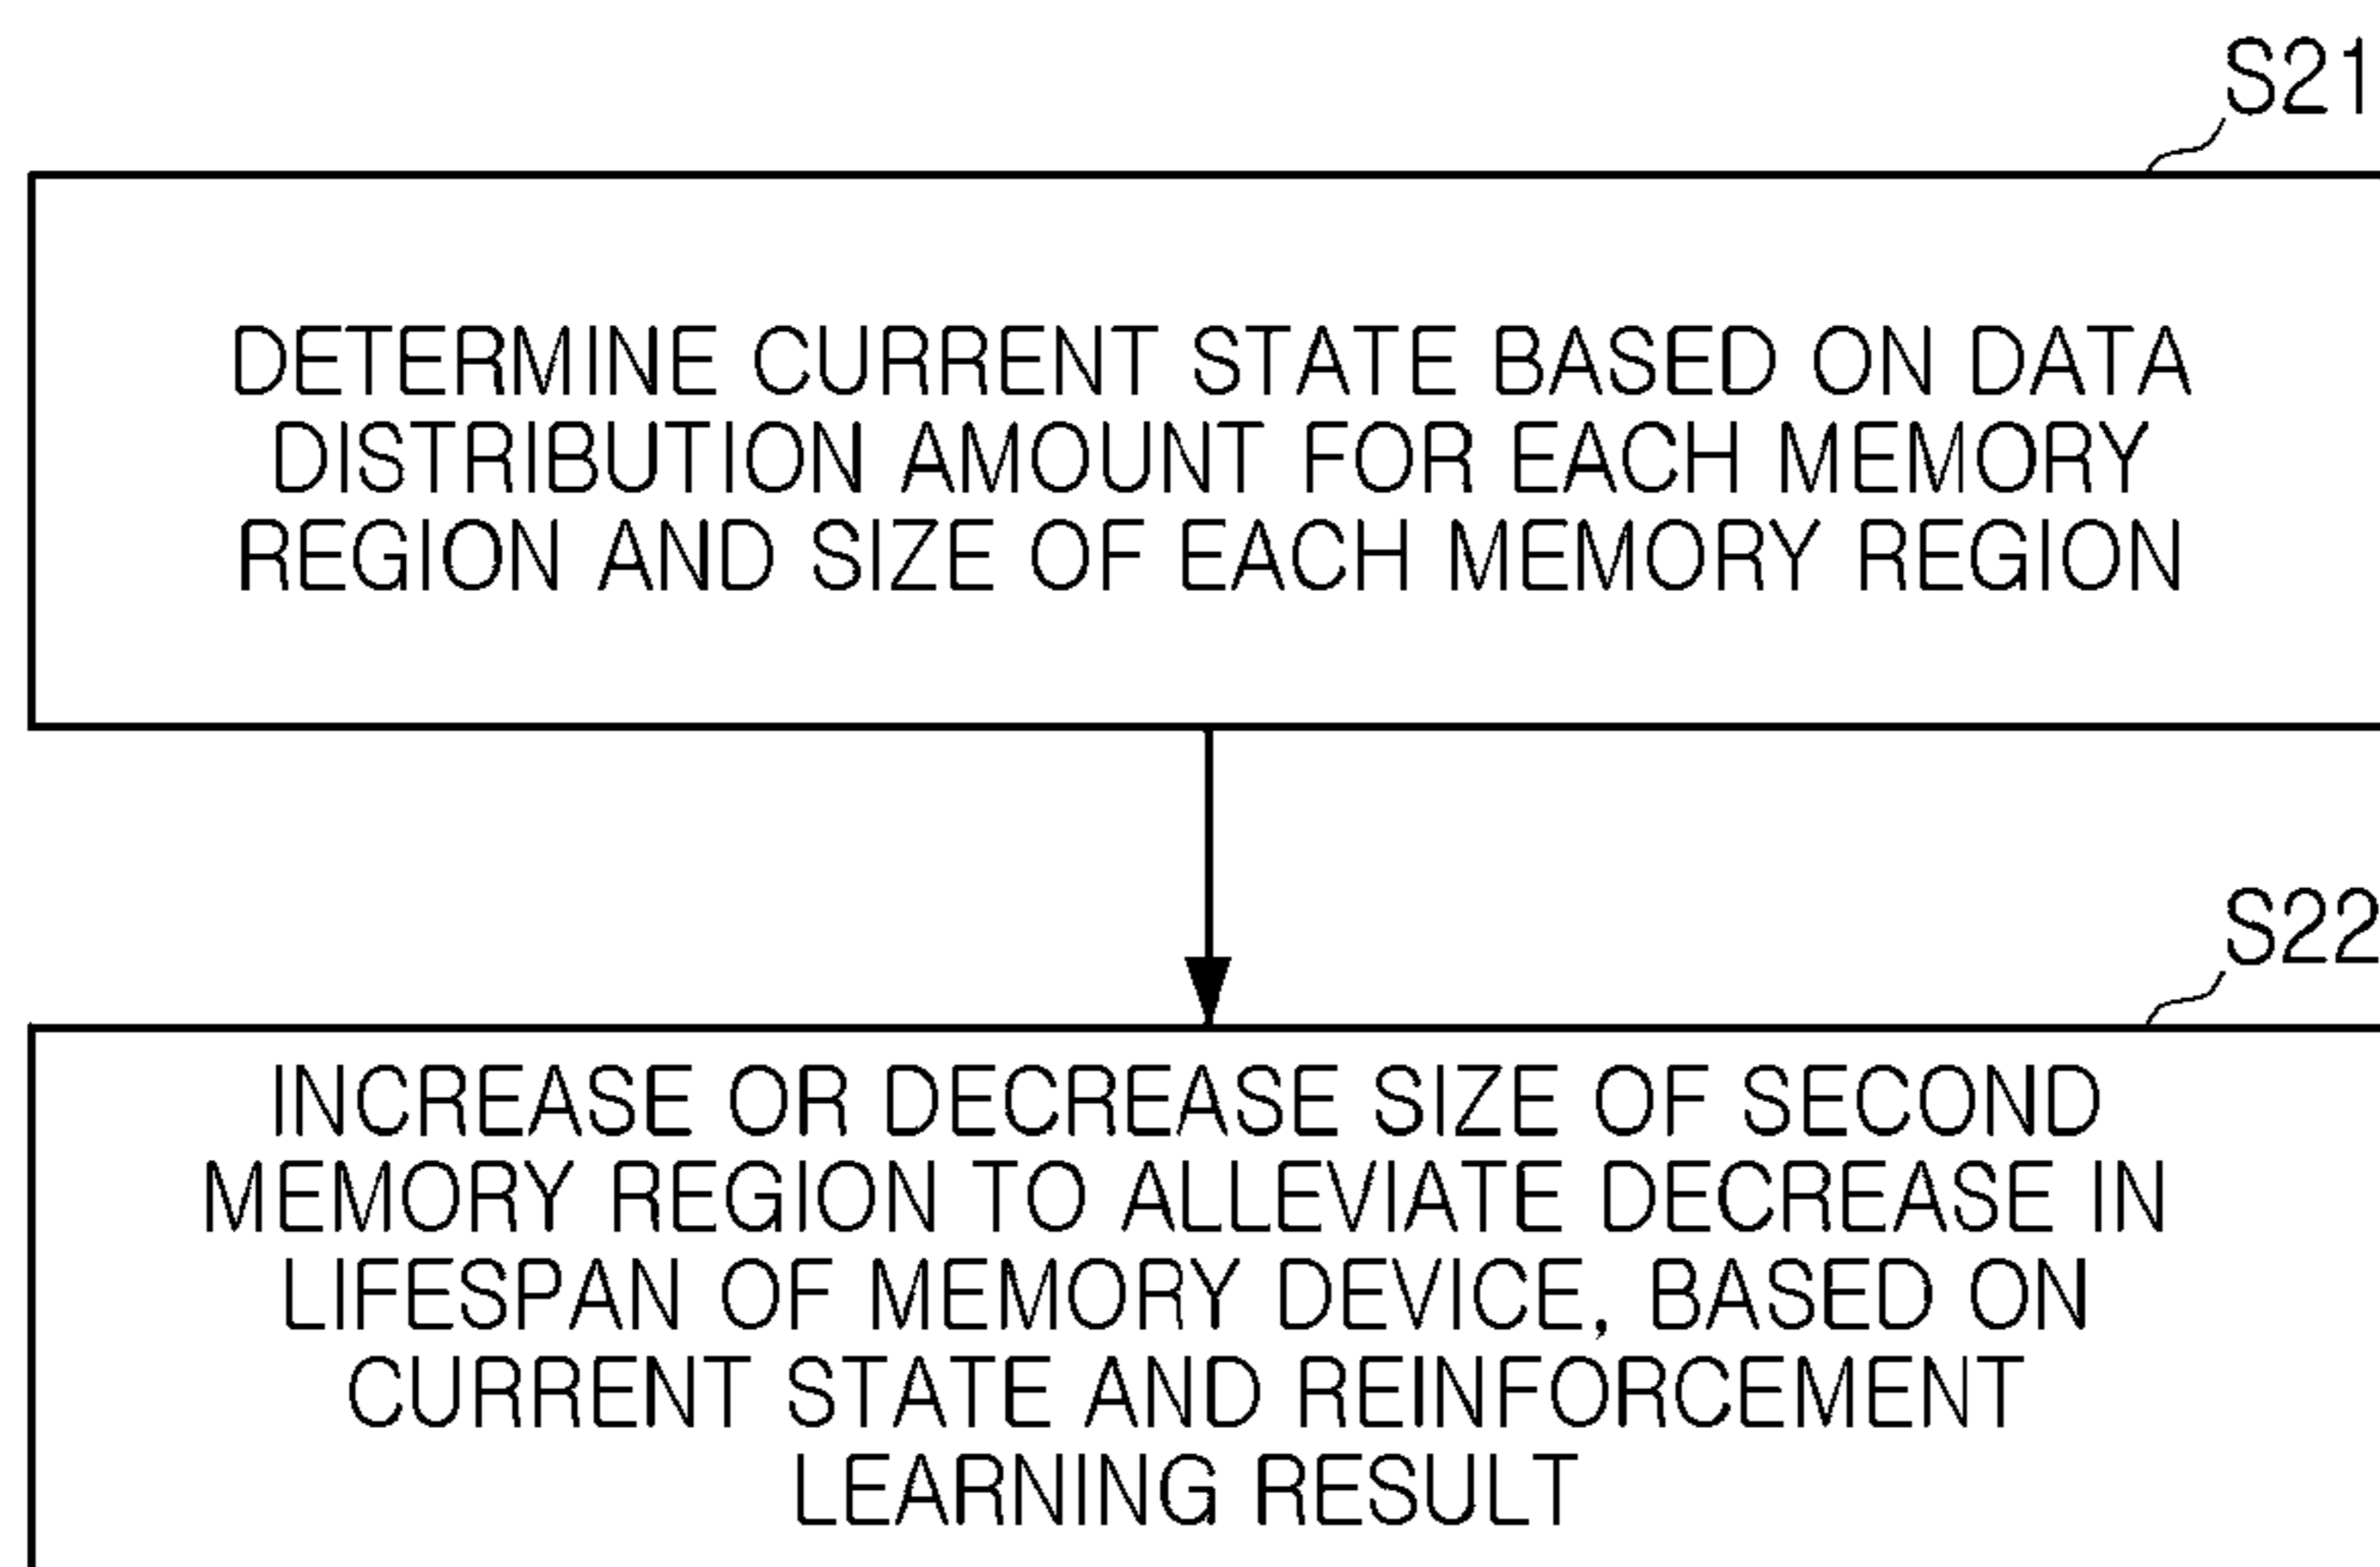 S21
DETERMINE CURRENT STATE BASED ON DATA
DISTRIBUTION AMOUNT FOR EACH MEMORY
REGION AND SIZE OF EACH MEMORY REGION
S22
INCREASE OR DECREASE SIZE OF SECOND
MEMORY REGION TO ALLEVIATE DECREASE IN
LIFESPAN OF MEMORY DEVICE, BASED ON
CURRENT STATE AND REINFORCEMENT
LEARNING RESULT